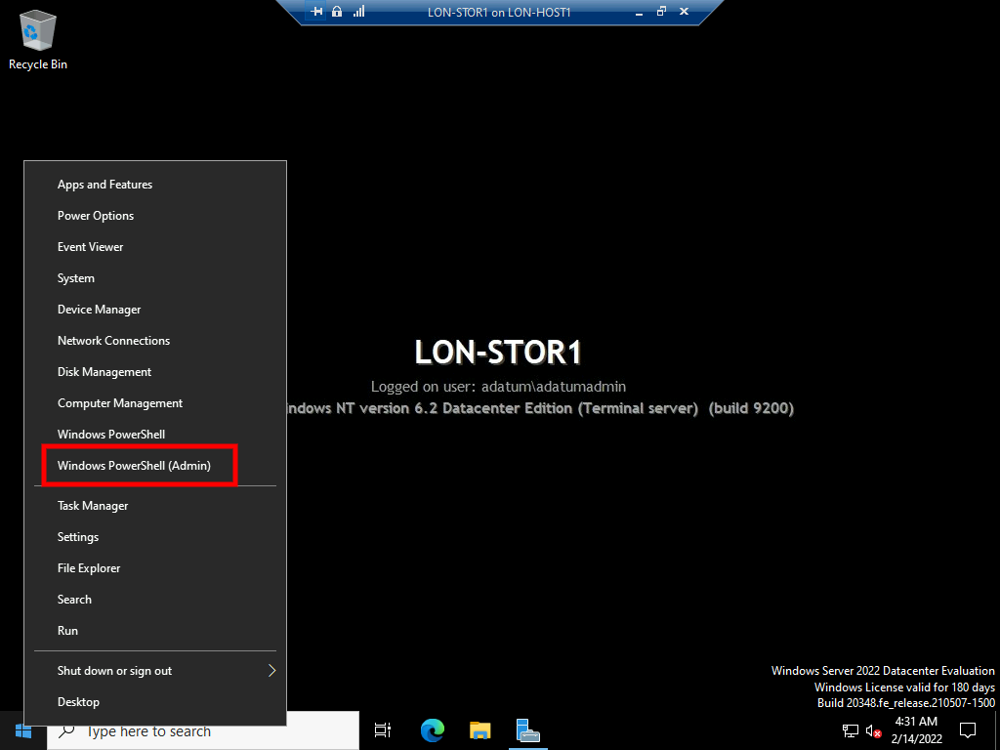 LON-STOR1 on LON-HOST1
Recycle Bin
Apps and Features
Power Options
Event Viewer
System
Device Manager
Network Connections
Disk Management
Computer Management
Windows PowerShell
Windows PowerShell (Admin)
Task Manager
Settings
File Explorer
Search
Run
Shut down or sign out
Desktop
LON-STOR1
Logged on user: adatum\adatumadmin
ndows NT version 6.2 Datacenter Edition (Terminal server) (build 9200)
Windows Server 2022 Datacenter Evaluation
Windows License valid for 180 days
Build 20348.fe_release.210507-1500
Type here to search
4:31 AM
2/14/2022